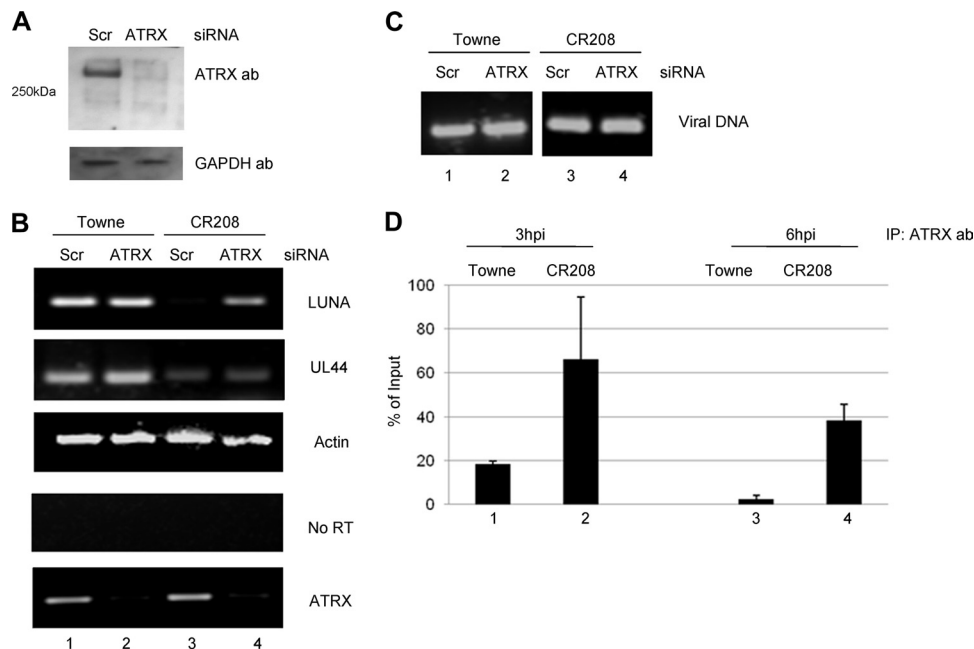 A
Scr ATRX siRNA
ATRX ab
250kDa
GAPDH ab
B
Towne CR208
Scr ATRX Scr ATRX siRNA
LUNA
UL44
Actin
No RT
ATRX
1 2 3 4
C
Towne CR208
Scr ATRX Scr ATRX siRNA
Viral DNA
1 2 3 4
D
3hpi 6hpi IP: ATRX ab
Towne CR208 Towne CR208
% of Input
100
80
60
40
20
0
1 2 3 4